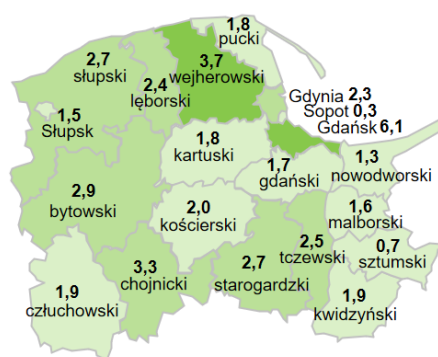 1,8
pucki
2,7
słupski
3,7
wejherowski
2,4
lęborski
Gdynia 2,3
Sopot 0,3
Gdańsk 6,1
1,5
Słupsk
1,8
kartuski
1,7
gdański
1,3
nowodworski
2,9
bytowski
2,0
kościerski
1,6
malborski
0,7
sztumski
2,5
tczewski
2,7
starogardzki
3,3
chojnicki
1,9
człuchowski
1,9
kwidzyński